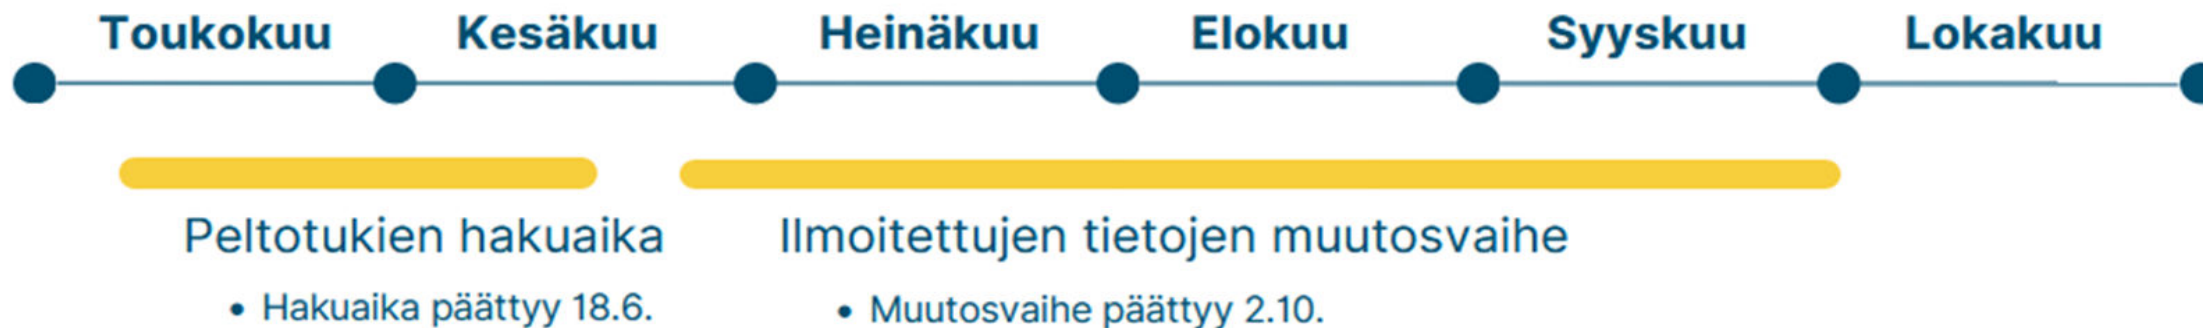 Toukokuu Kesäkuu Heinäkuu Elokuu Syyskuu Lokakuu
Peltotukien hakuaika
• Hakuaika päättyy 18.6.
Ilmoitettujen tietojen muutosvaihe
• Muutosvaihe päättyy 2.10.